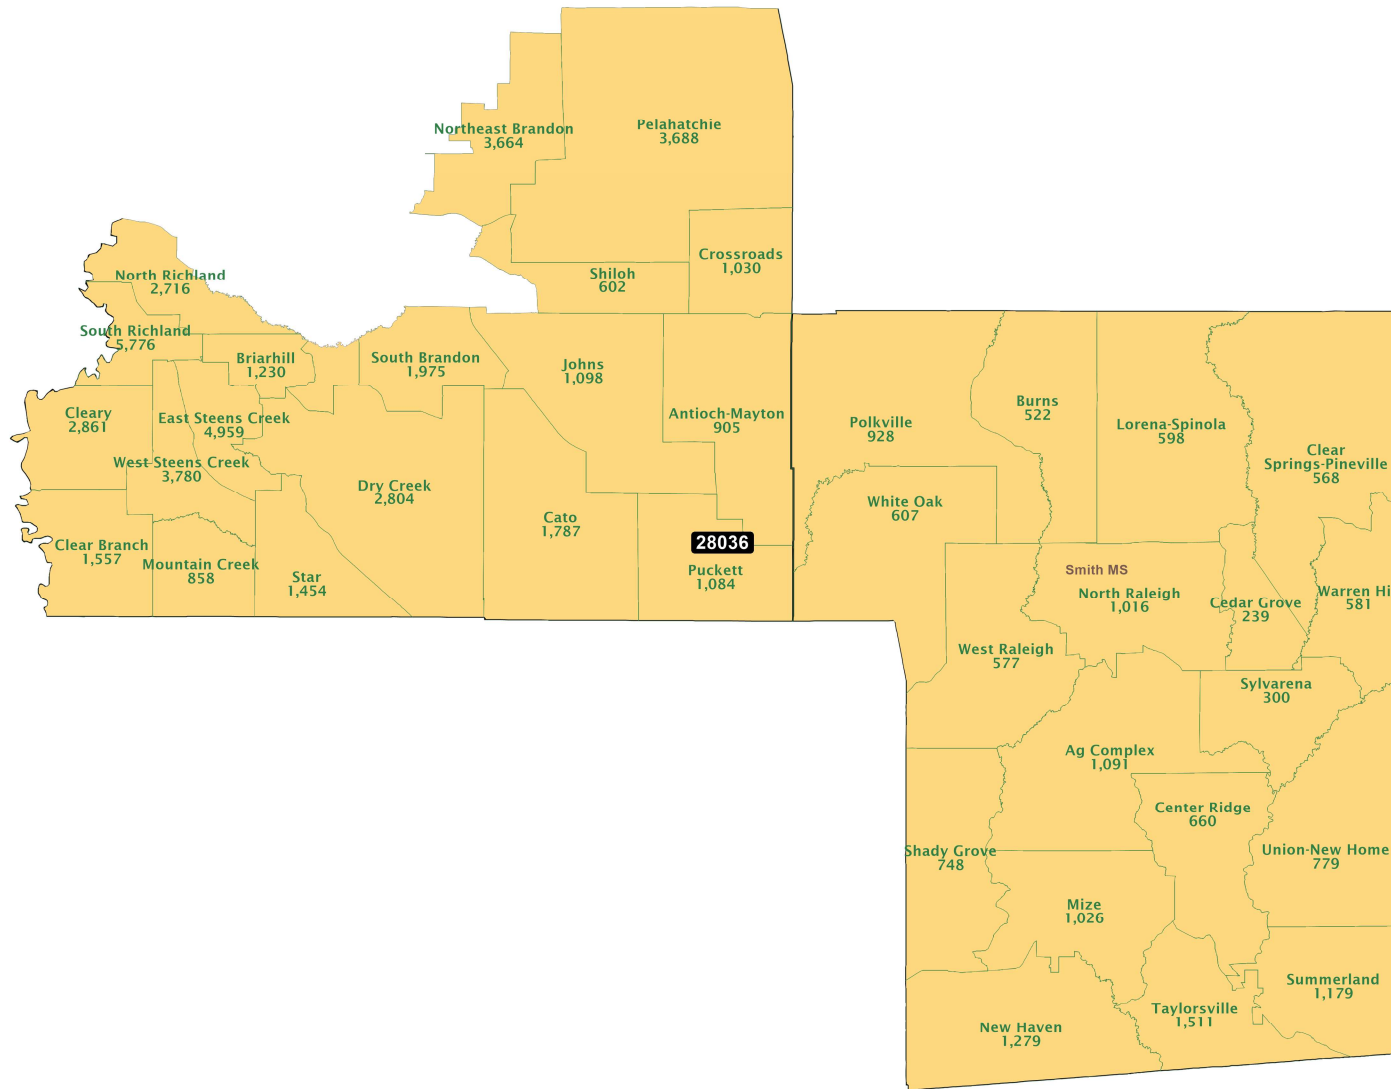 Northeast Brandon
3,664
Pelahatchie
3,688
Crossroads
1,030
Shiloh
602
North Richland
2,716
South Richland
5,776
Briarhill
1,230
South Brandon
1,975
Johns
1,098
Antioch-Mayton
905
Cleary
2,861
East Steens Creek
4,959
West Steens Creek
3,780
Dry Creek
2,804
Cato
1,787
28036
Puckett
1,084
Clear Branch
1,557
Mountain Creek
858
Star
1,454
Polkville
928
Burns
522
Lorena-Spinola
598
Clear
Springs-Pineville
568
White Oak
607
Smith MS
North Raleigh
1,016
Cedar Grove
239
Warren Hi
581
West Raleigh
577
Sylvarena
300
Ag Complex
1,091
Center Ridge
660
Shady Grove
748
Union-New Home
779
Mize
1,026
Summerland
1,179
Taylorsville
1,511
New Haven
1,279